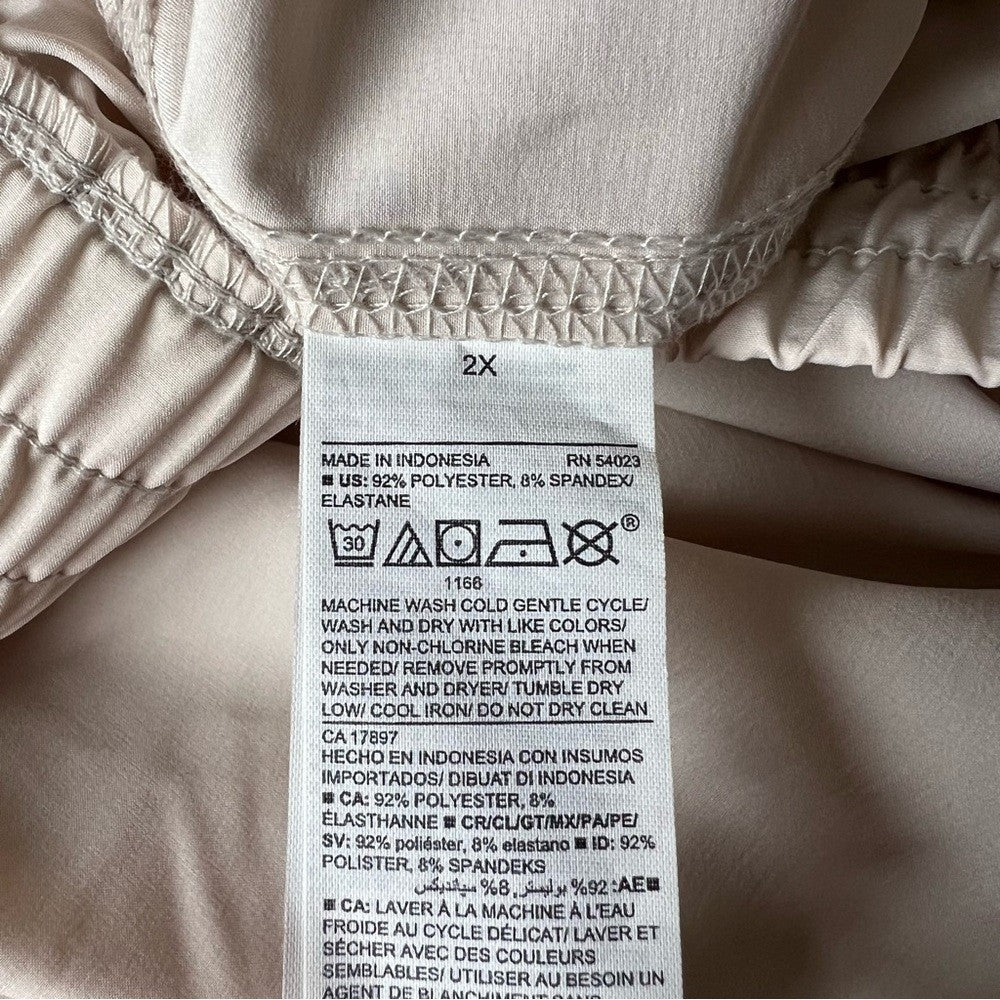 2X
MADE IN INDONESIA RN 54023
US: 92% POLYESTER, 8% SPANDEX/
ELASTANE
30
®
1166
MACHINE WASH COLD GENTLE CYCLE/
WASH AND DRY WITH LIKE COLORS/
ONLY NON-CHLORINE BLEACH WHEN
NEEDED/ REMOVE PROMPTLY FROM
WASHER AND DRYER/ TUMBLE DRY
LOW/ COOL IRON/ DO NOT DRY CLEAN
CA 17897
HECHO EN INDONESIA CON INSUMOS
IMPORTADOS/ DIBUAT DI INDONESIA
■ CA: 92% POLYESTER, 8%
ÉLASTHANNE ■ CR/CL/GT/MX/PA/PE/
SV: 92% poliéster, 8% elastano ■ ID: 92%
POLISTER, 8% SPANDEKS
■AE: 92% بوليستر, 8% سباندیکس
■ CA: LAVER À LA MACHINE À L'EAU
FROIDE AU CYCLE DÉLICAT/ LAVER ET
SÉCHER AVEC DES COULEURS
SEMBLABLES/ UTILISER AU BESOIN UN
AGENT DE BLANCHIMENT SANS